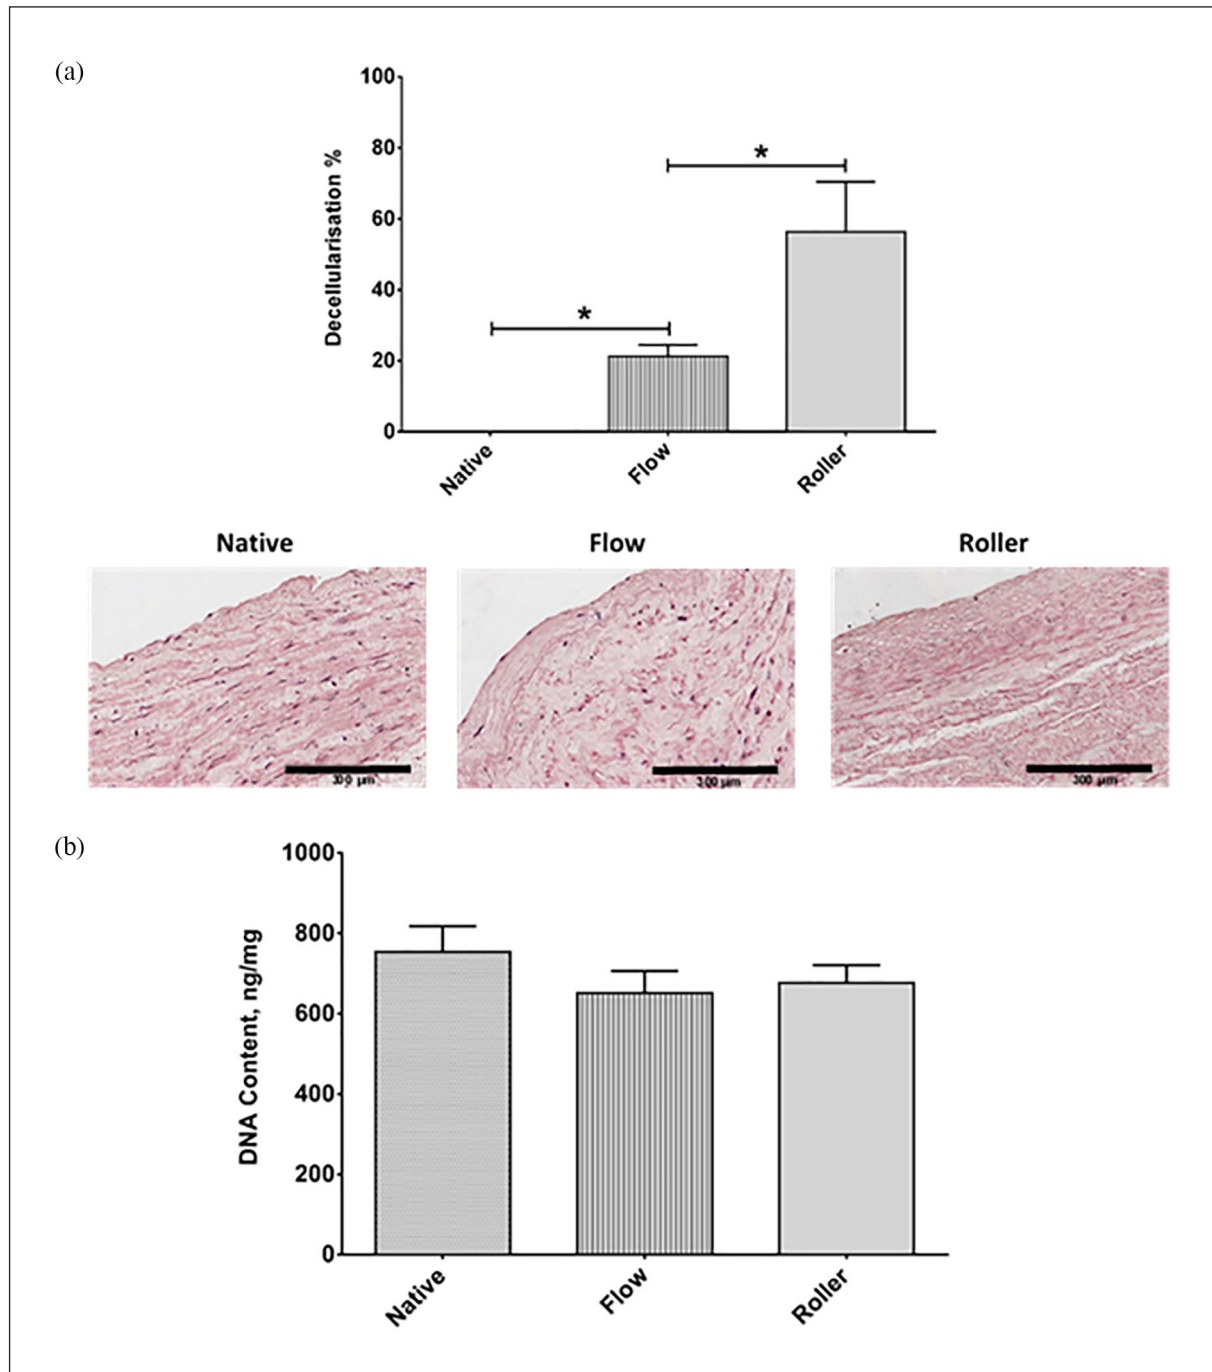 (a)
100
80
60
40
20
0
Decellularisation %
*
*
Native
Flow
Roller
Native
Flow
Roller
300 µm
300 µm
300 µm
(b)
1000
800
600
400
200
0
DNA Content, ng/mg
Native
Flow
Roller